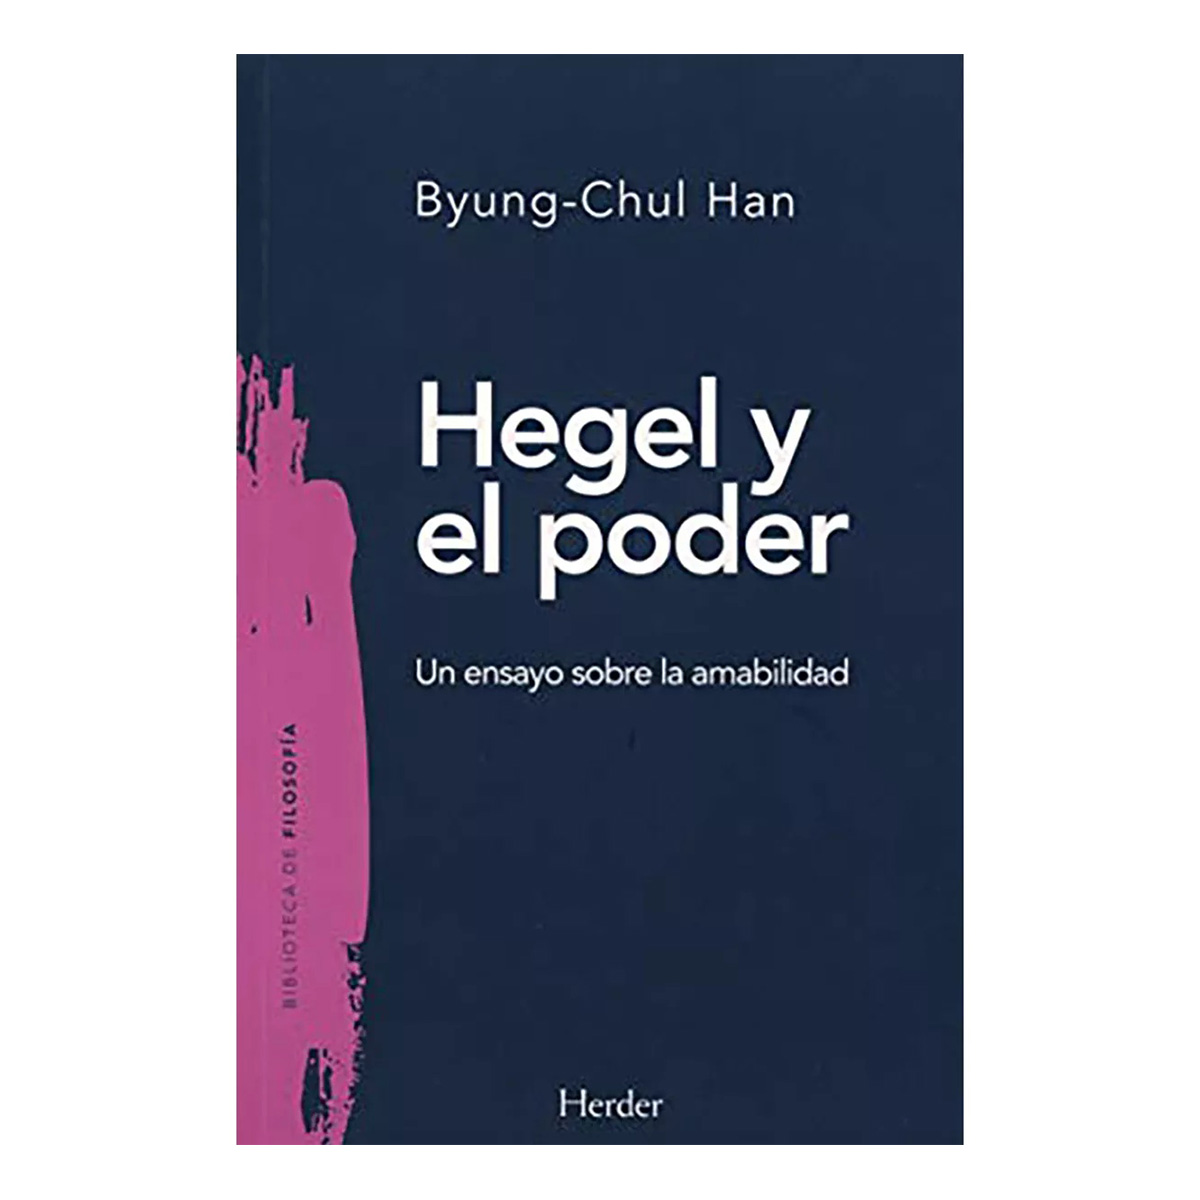 Byung-Chul Han
Hegel y
el poder
Un ensayo sobre la amabilidad
BIBLIOTECA DE FILOSOFÍA
Herder